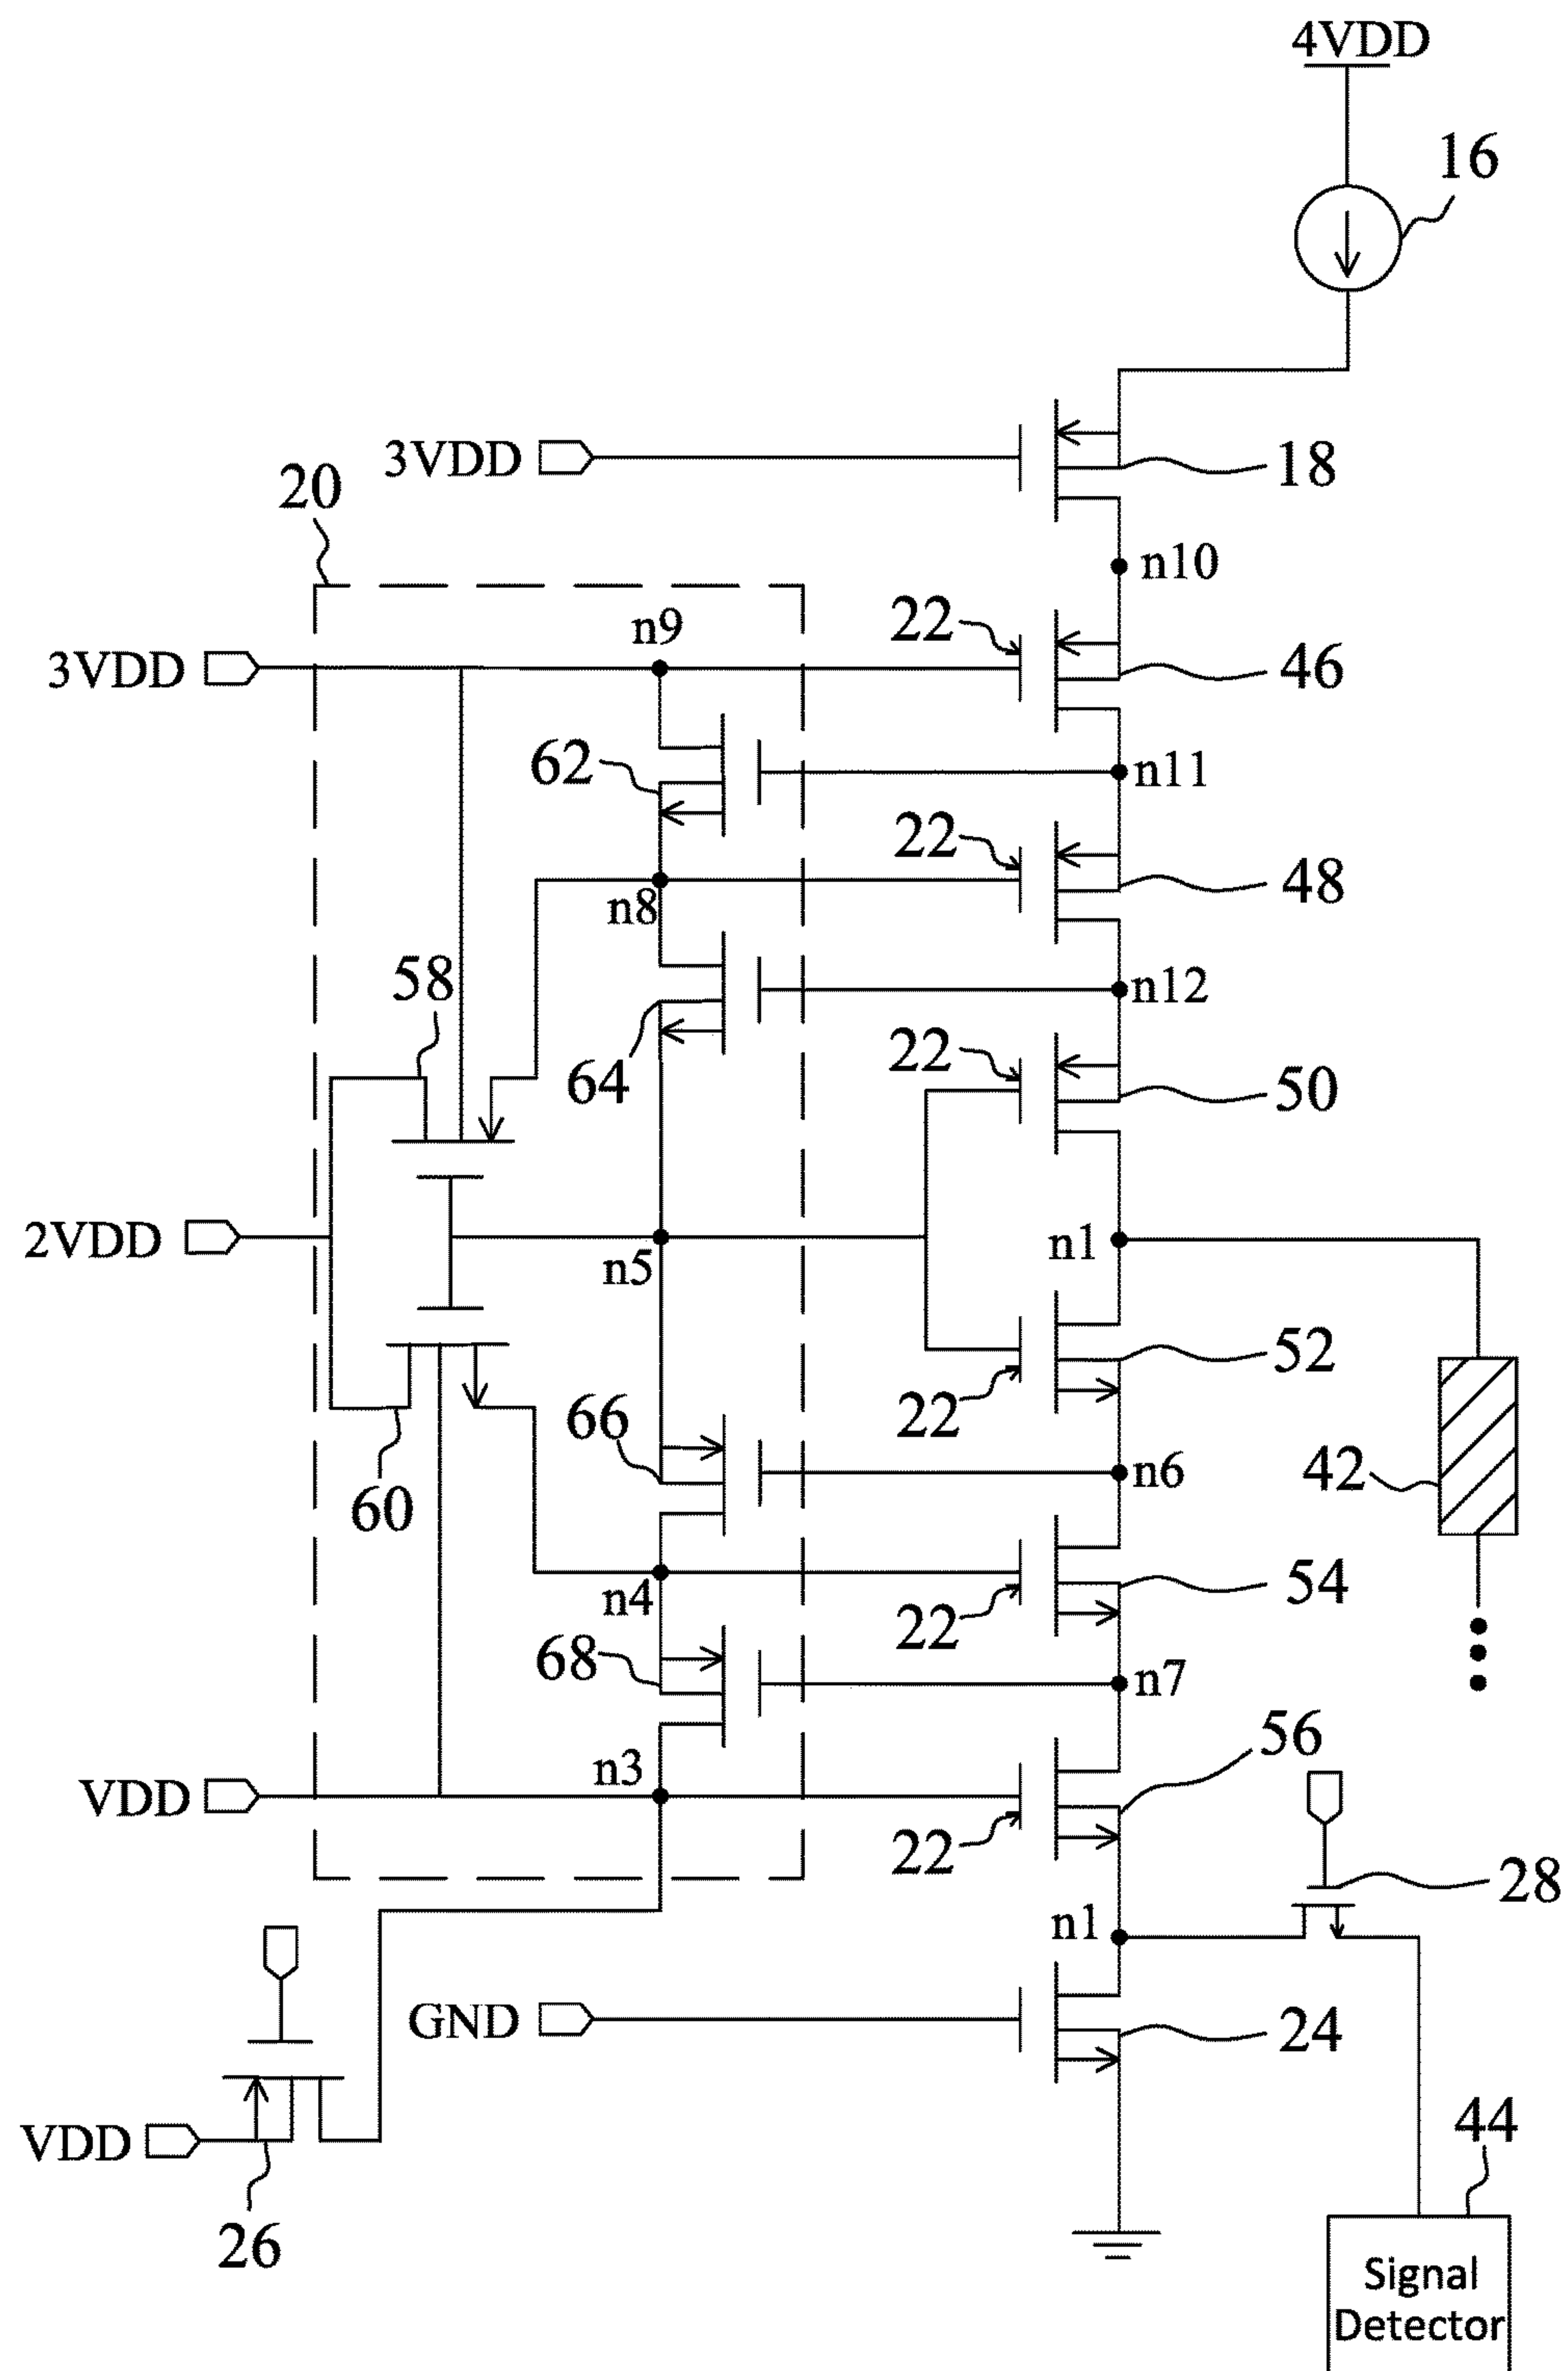 4VDD
16
3VDD
18
20
n10
22
n9
3VDD
46
62
n11
22
48
n8
58
n12
22
64
50
2VDD
n1
n5
52
22
66
n6
42
60
54
n4
22
68
n7
56
n3
VDD
22
28
n1
GND
24
VDD
44
26
Signal
Detector